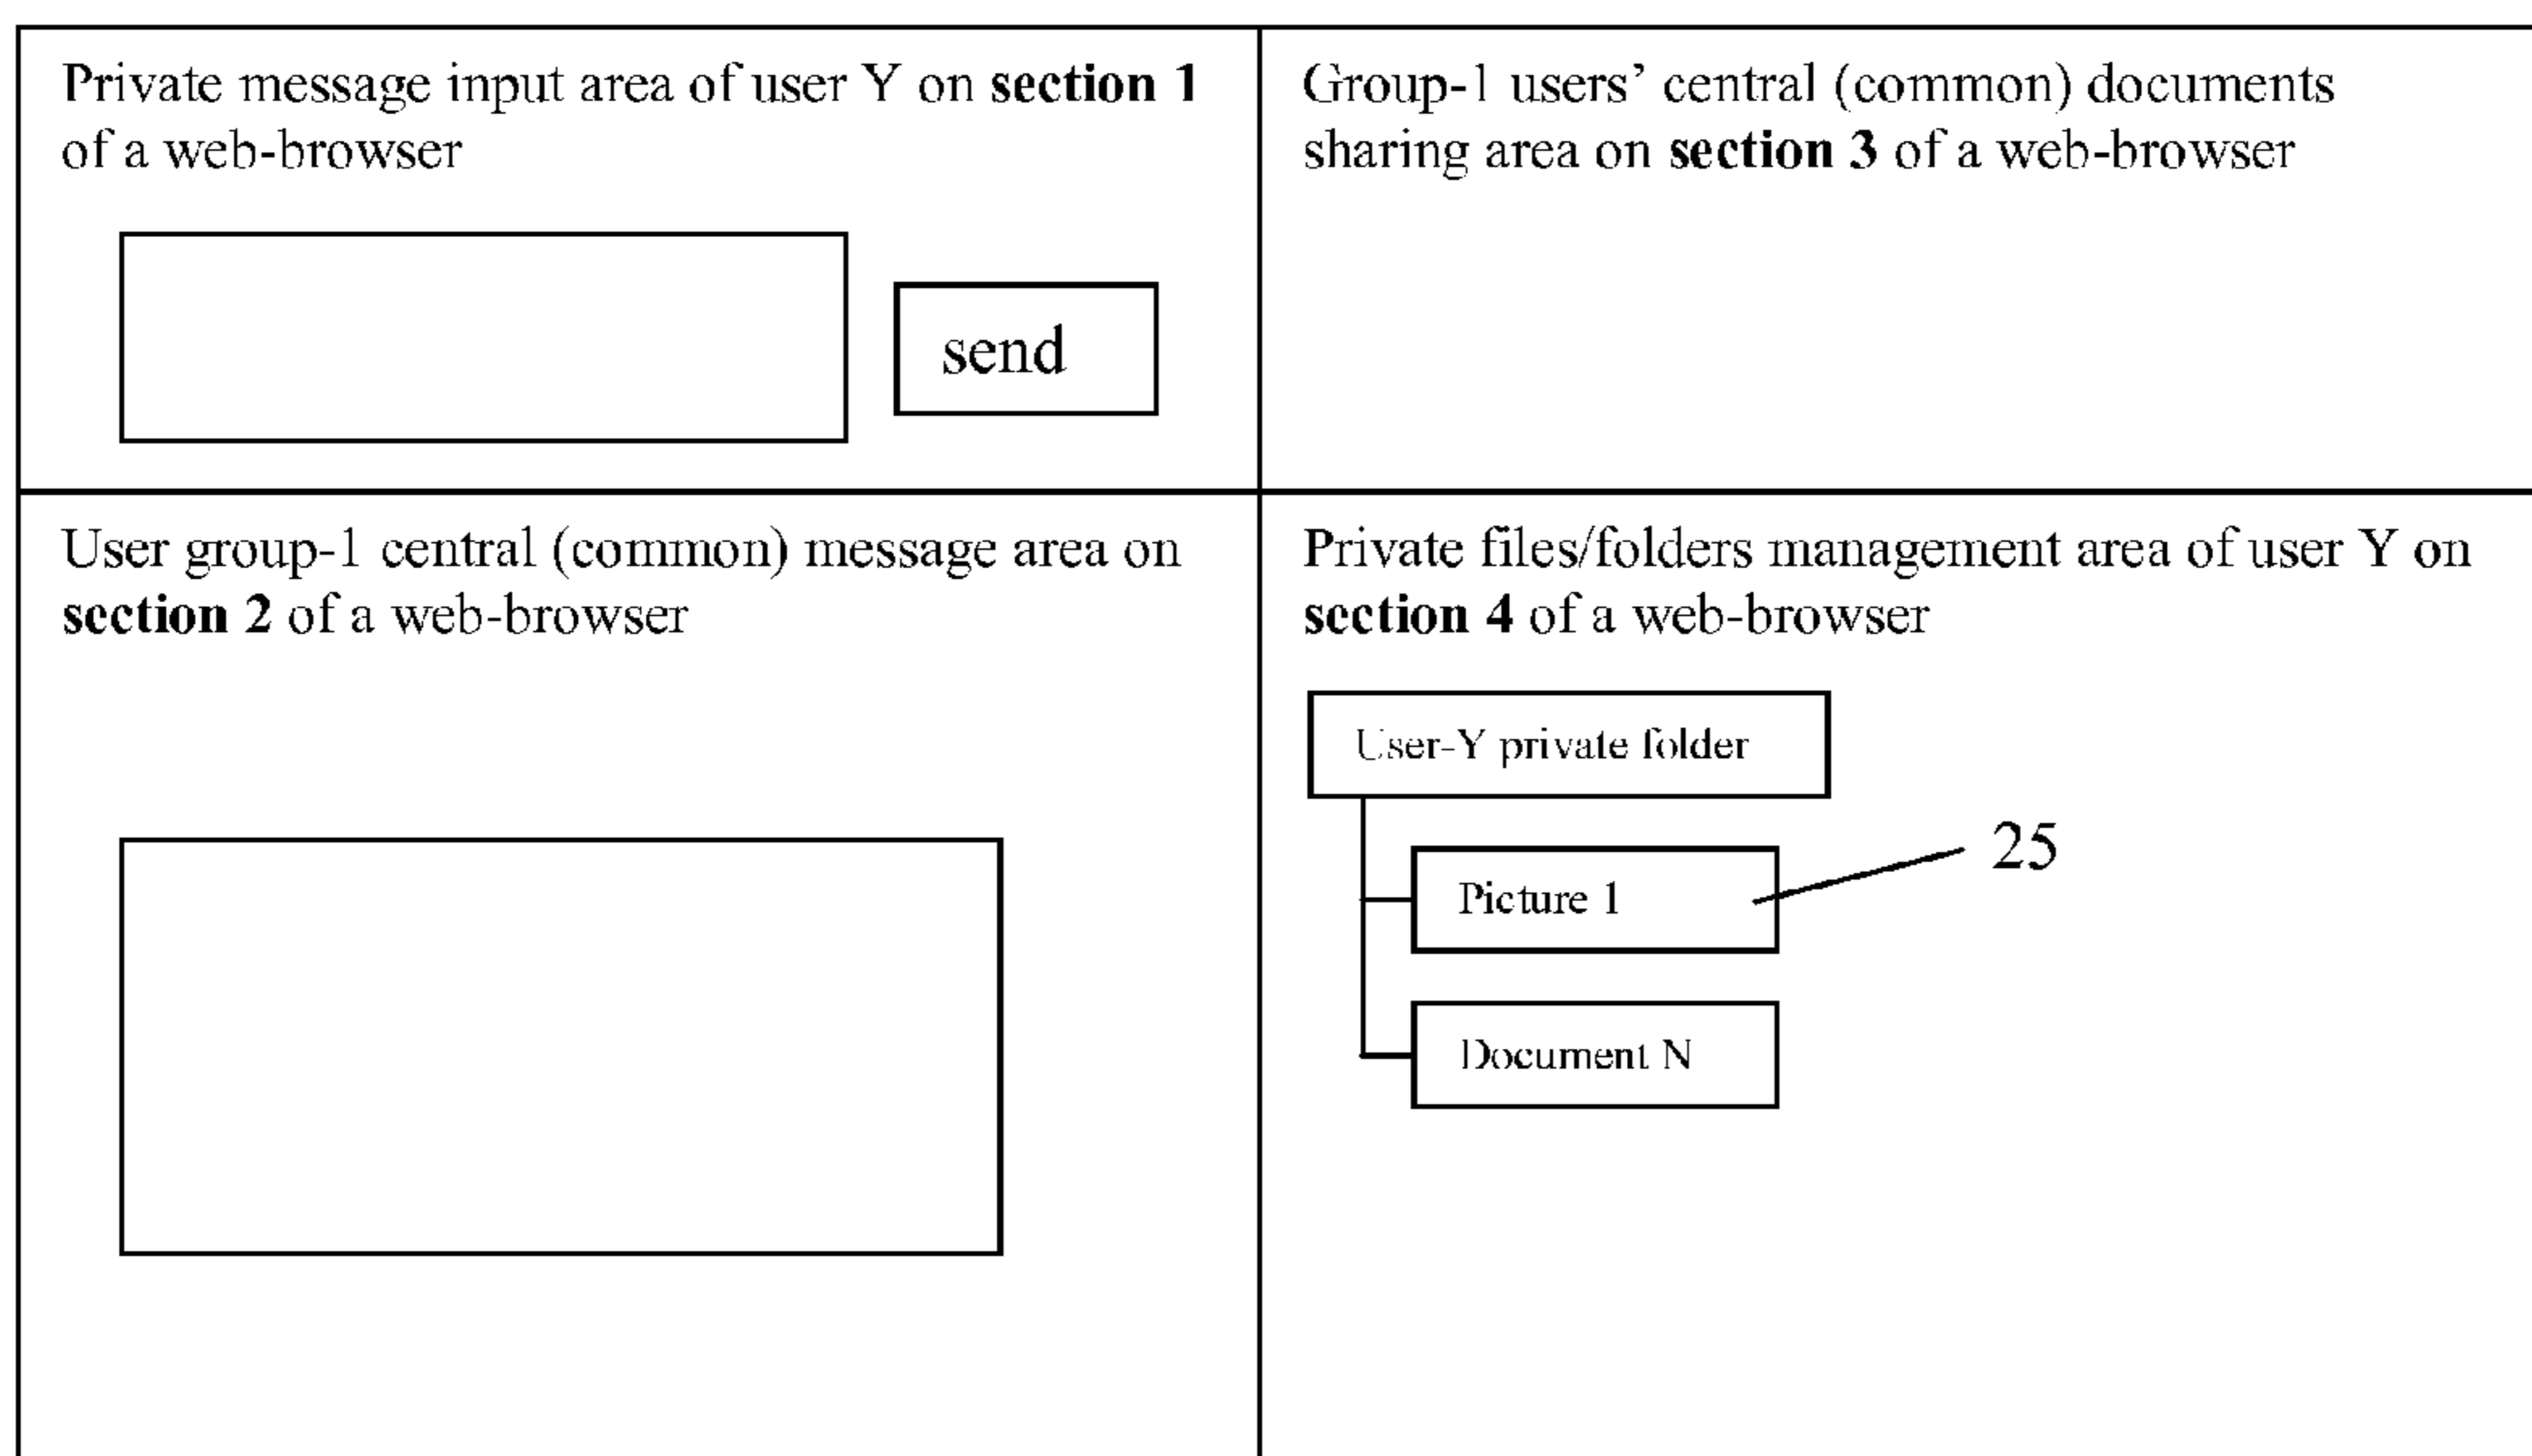 Private message input area of user Y on section 1
of a web-browser
send
Group-1 users’ central (common) documents
sharing area on section 3 of a web-browser
User group-1 central (common) message area on
section 2 of a web-browser
Private files/folders management area of user Y on
section 4 of a web-browser
User-Y private folder
Picture 1
25
Document N